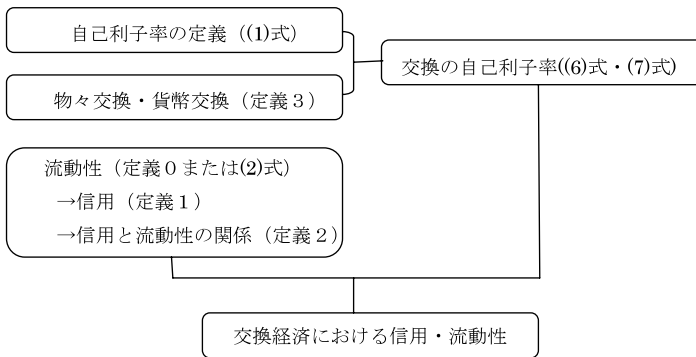 自己利子率の定義((1)式)
交換の自己利子率((6)式・(7)式)
物々交換・貨幣交換(定義3)
流動性(定義0または(2)式)
→信用(定義1)
→信用と流動性の関係(定義2)
交換経済における信用・流動性